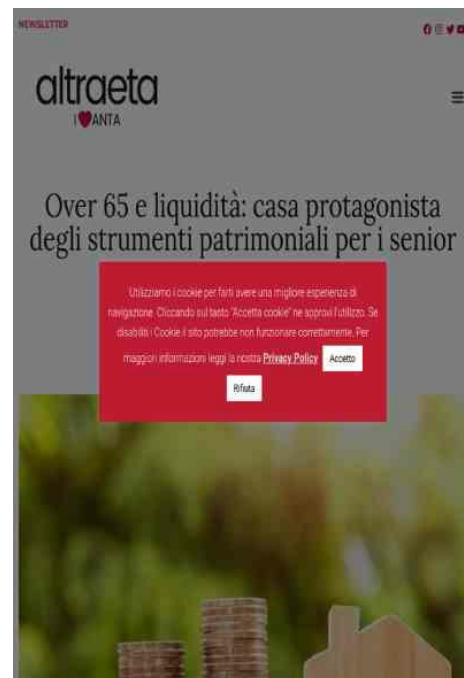 NEWSLETTER
altraeta
I ANTA
Over 65 e liquidità: casa protagonista
degli strumenti patrimoniali per i senior
Utilizziamo i cookie per farti avere una migliore esperienza di
navigazione. Cliccando sul tasto "Accetta cookie" ne approvi l'utilizzo. Se
disabiliti i Cookie il sito potrebbe non funzionare correttamente. Per
maggiori informazioni leggi la nostra Privacy Policy Accetto
Rifiuta